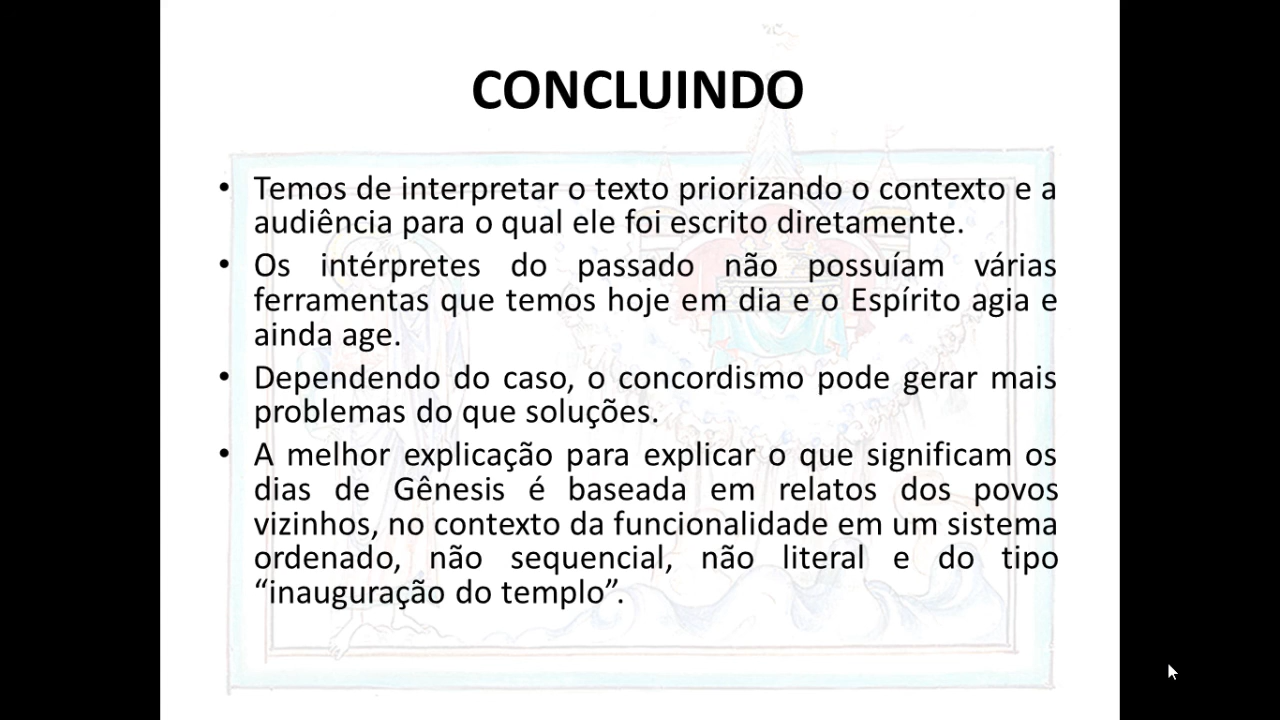 CONCLUINDO
• Temos de interpretar o texto priorizando o contexto e a
audiência para o qual ele foi escrito diretamente.
• Os intérpretes do passado não possuíam várias
ferramentas que temos hoje em dia e o Espírito agia e
ainda age.
• Dependendo do caso, o concordismo pode gerar mais
problemas do que soluções.
• A melhor explicação para explicar o que significam os
dias de Gênesis é baseada em relatos dos povos
vizinhos, no contexto da funcionalidade em um sistema
ordenado, não sequencial, não literal e do tipo
“inauguração do templo”.